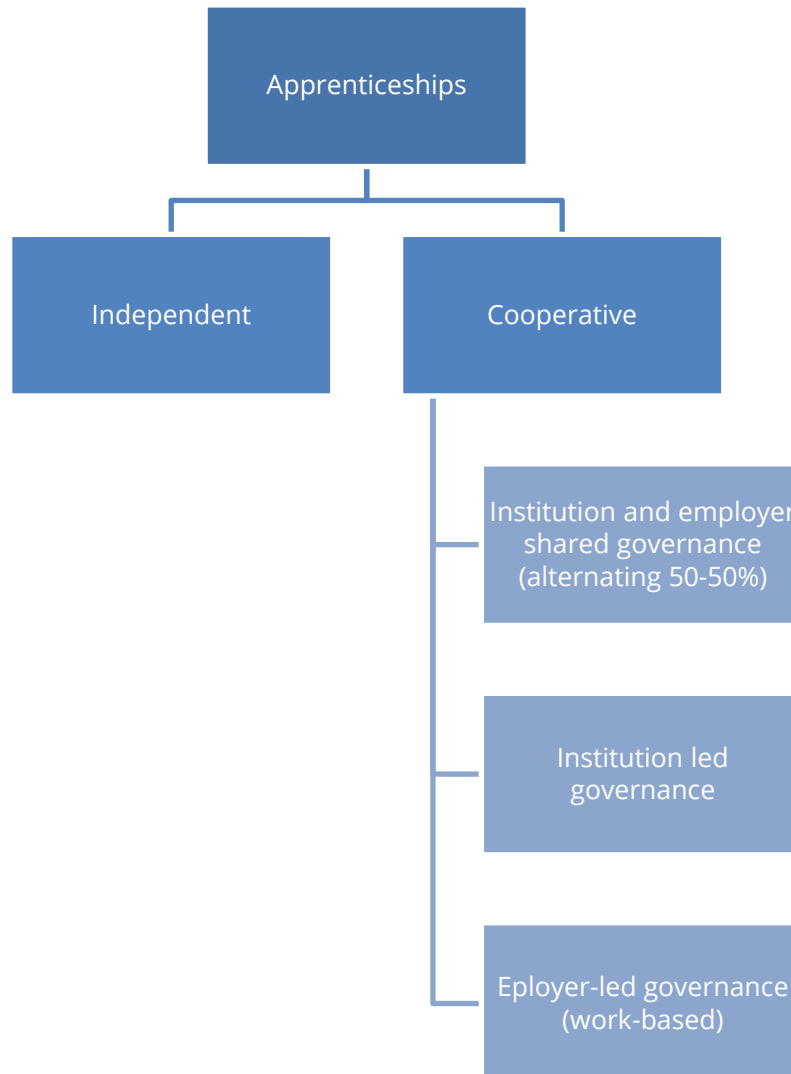 Apprenticeships
Independent
Cooperative
Institution and employer
shared governance
(alternating 50-50%)
Institution led
governance
Eployer-led governance
(work-based)